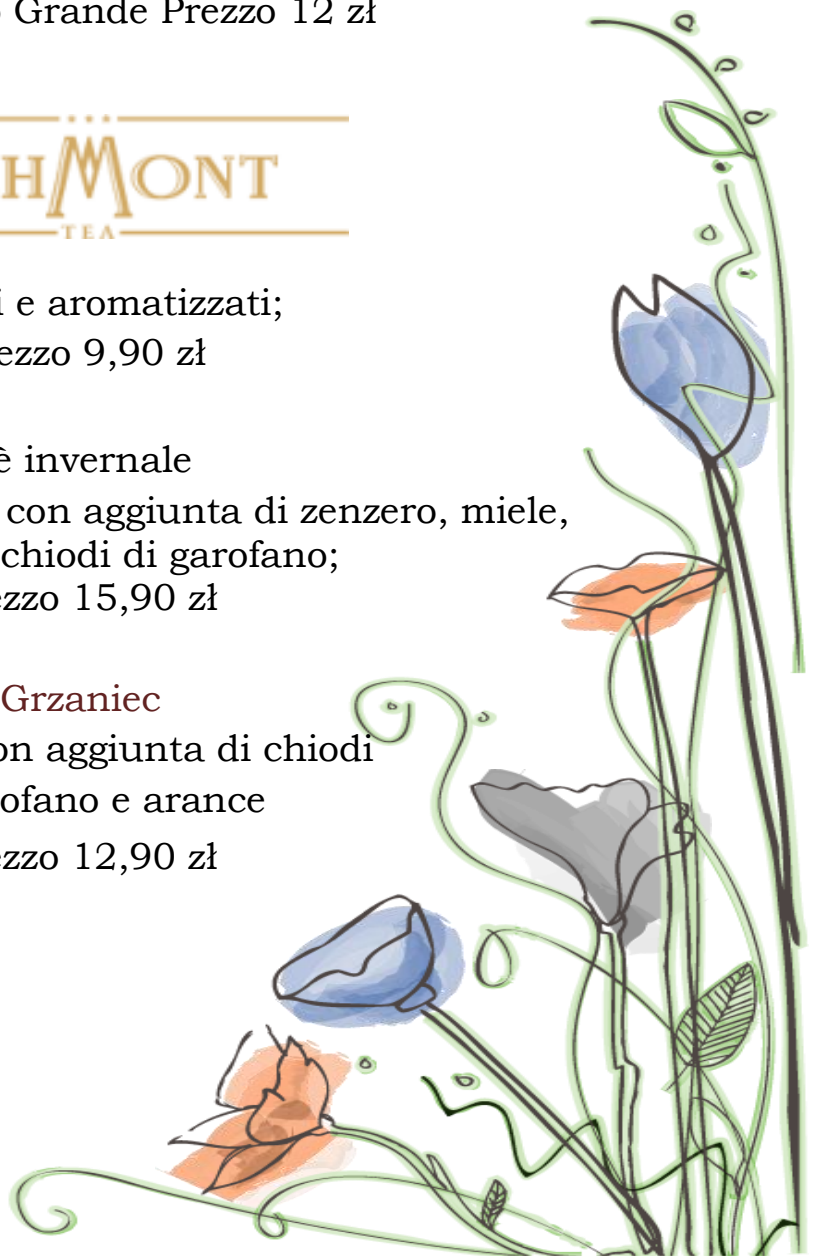 Grande Prezzo 12 zł
HMONT
TEA
i e aromatizzati;
ezzo 9,90 zł
è invernale
con aggiunta di zenzero, miele,
chiodi di garofano;
ezzo 15,90 zł
Grzaniec
on aggiunta di chiodi
ofano e arance
ezzo 12,90 zł